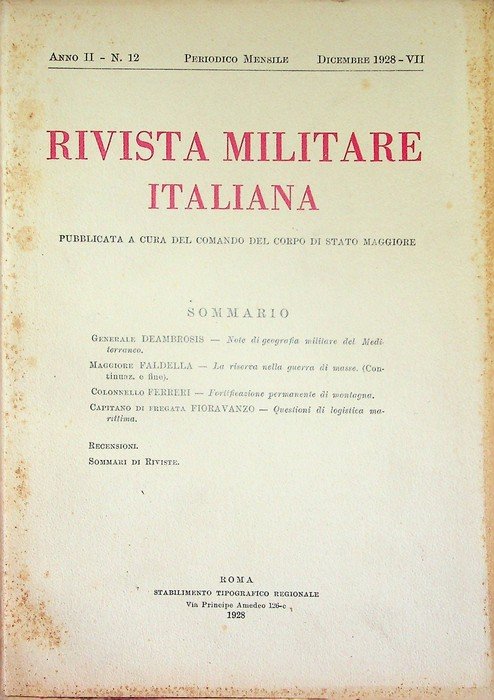 ANNO II - N. 12 PERIODICO MENSILE DICEMBRE 1928 - VII
RIVISTA MILITARE
ITALIANA
PUBBLICATA A CURA DEL COMANDO DEL CORPO DI STATO MAGGIORE
SOMMARIO
GENERALE DEAMBROSIS — Note di geografia militare del Medi
terraneo.
MAGGIORE FALDELLA — La riserva nella guerra di masse. (Con-
tinuaz. e fine).
COLONNELLO FERRERI — Fortificazione permanente di montagna.
CAPITANO DI FREGATA FIORAVANZO — Questioni di logistica ma-
rittima.
RECENSIONI.
SOMMARI DI RIVISTE.
ROMA
STABILIMENTO TIPOGRAFICO REGIONALE
Via Principe Amedeo 126-c
1928